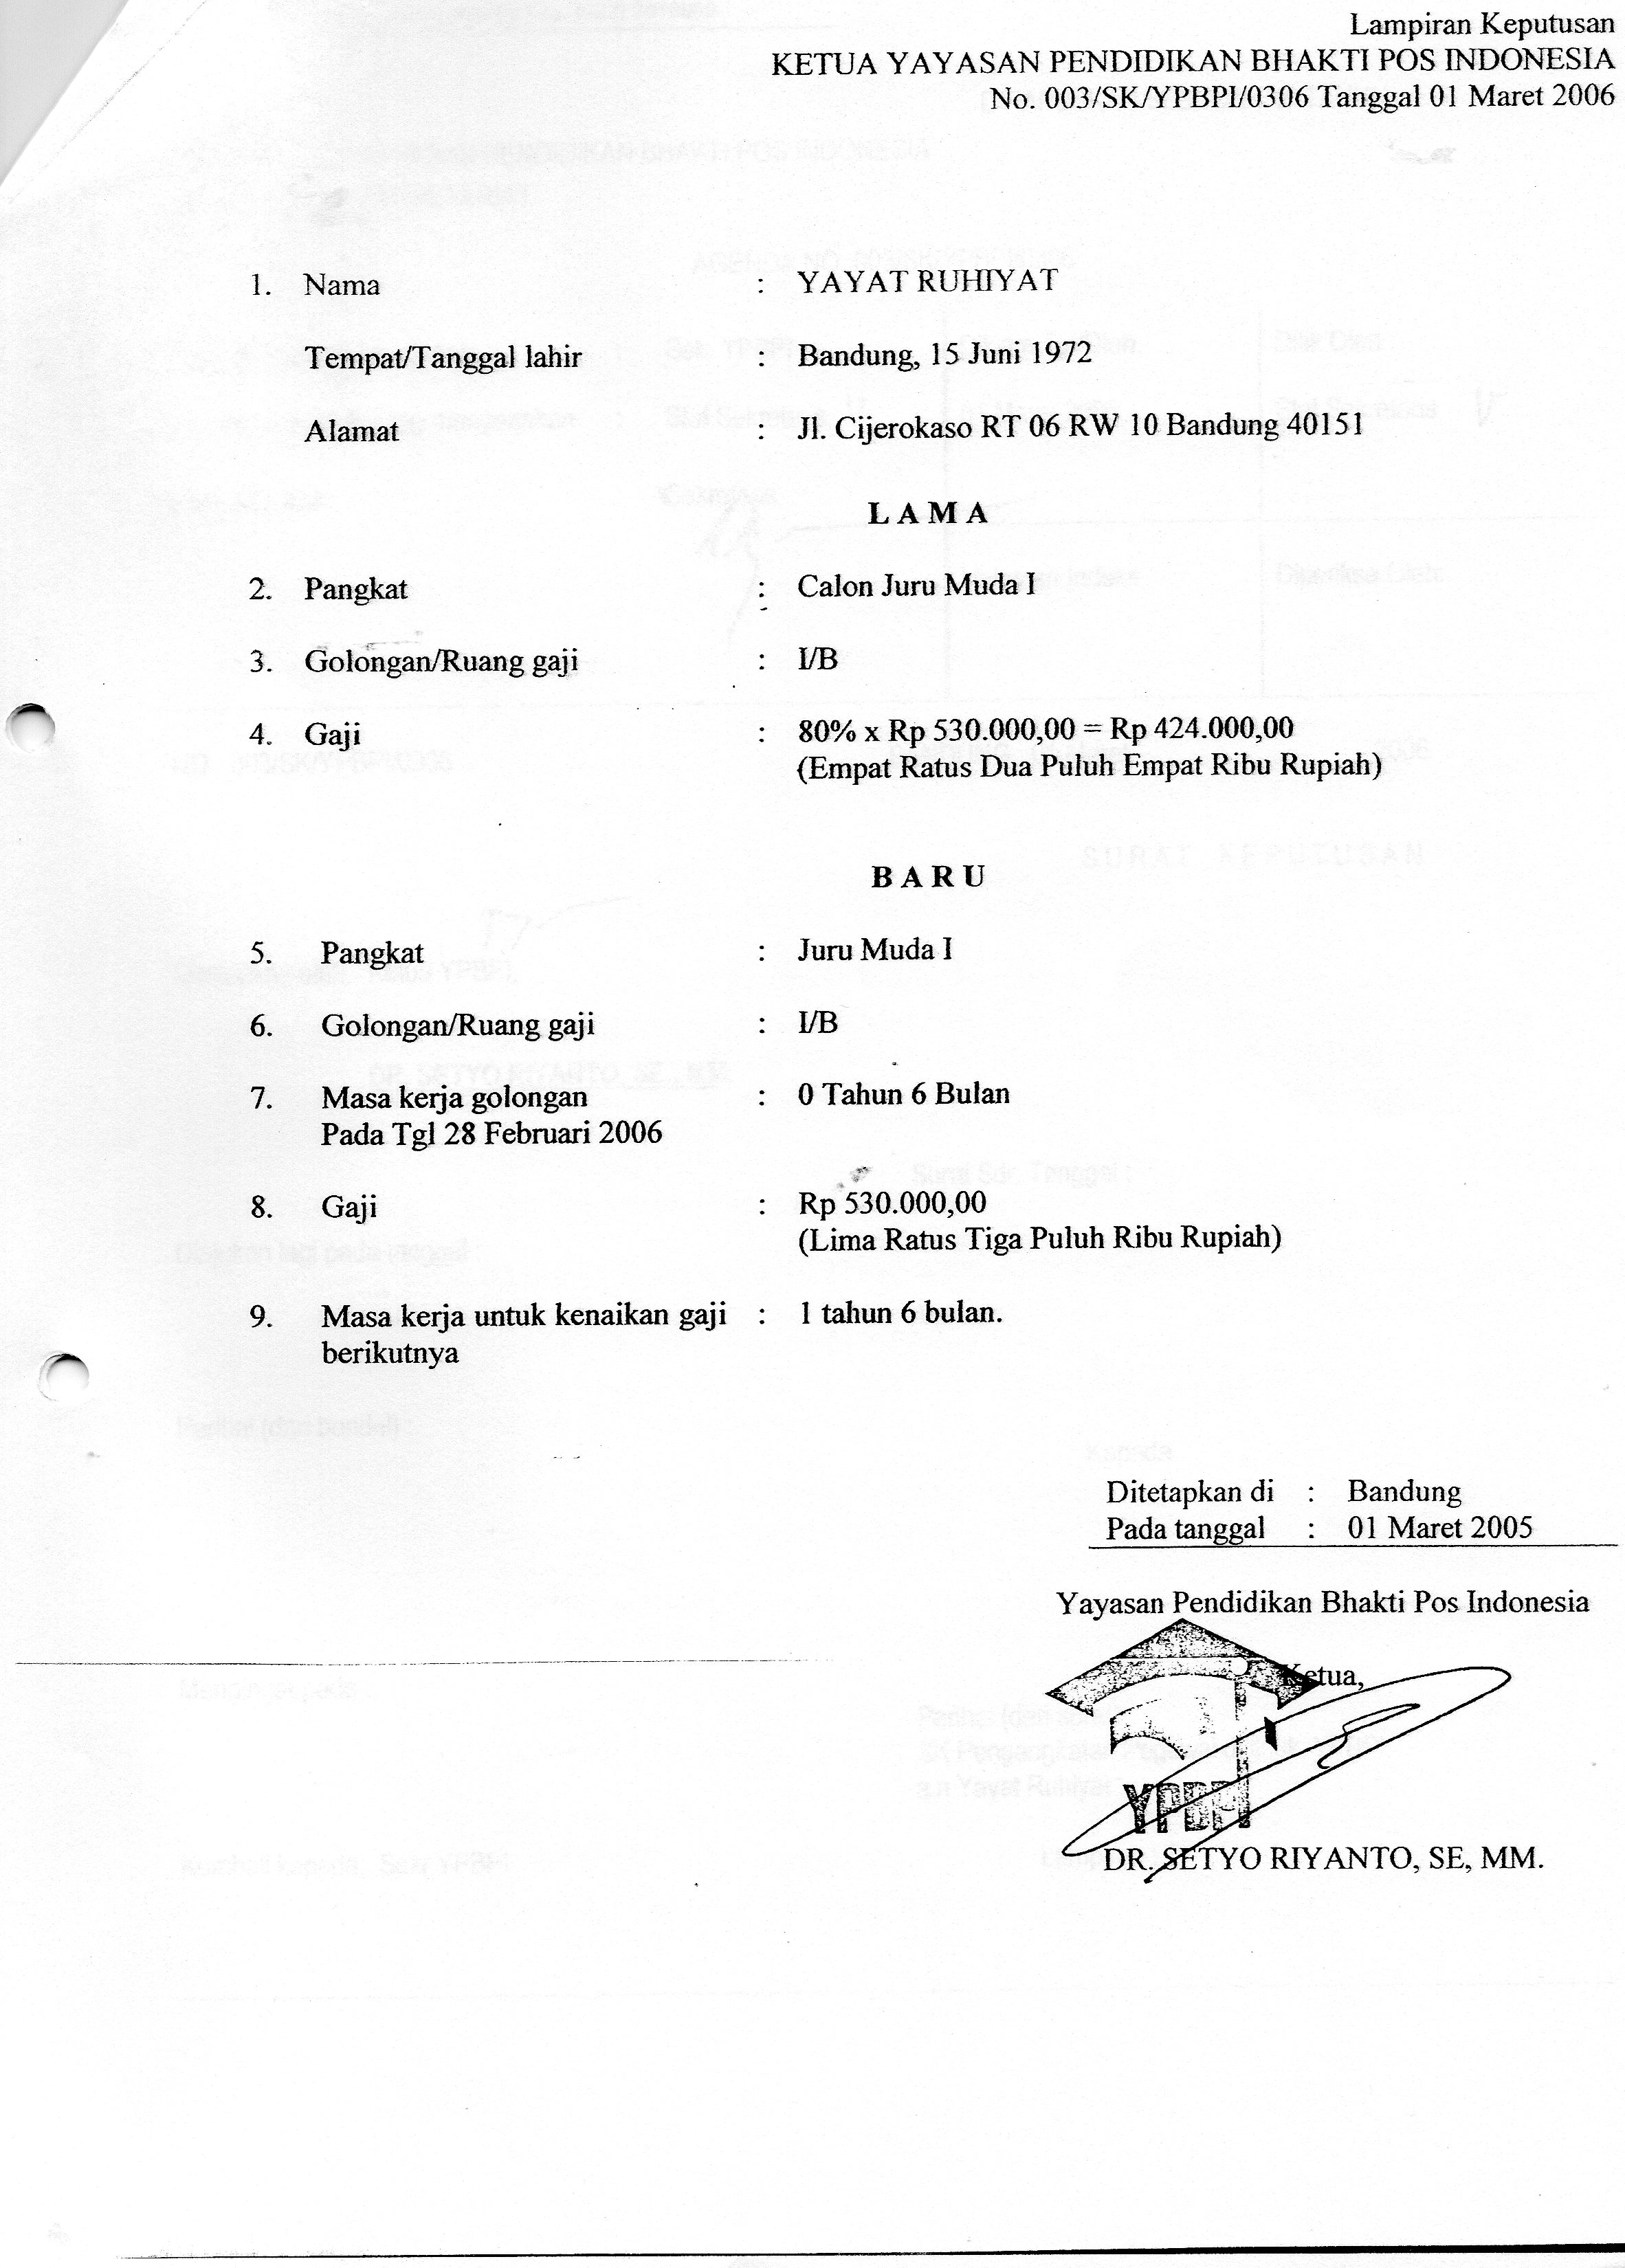 Lampiran Keputusan
KETUA YAYASAN PENDIDIKAN BHAKTI POS INDONESIA
No. 003/SK/YPBPI/0306 Tanggal 01 Maret 2006
1. Nama : YAYAT RUHIYAT
Tempat/Tanggal lahir : Bandung, 15 Juni 1972
Alamat : Jl. Cijerokaso RT 06 RW 10 Bandung 40151
L A M A
2. Pangkat : Calon Juru Muda I
3. Golongan/Ruang gaji : I/B
4. Gaji : 80% x Rp 530.000,00 = Rp 424.000,00
(Empat Ratus Dua Puluh Empat Ribu Rupiah)
B A R U
5. Pangkat : Juru Muda I
6. Golongan/Ruang gaji : I/B
7. Masa kerja golongan : 0 Tahun 6 Bulan
Pada Tgl 28 Februari 2006
8. Gaji : Rp 530.000,00
(Lima Ratus Tiga Puluh Ribu Rupiah)
9. Masa kerja untuk kenaikan gaji : 1 tahun 6 bulan.
berikutnya
Ditetapkan di : Bandung
Pada tanggal : 01 Maret 2005
Yayasan Pendidikan Bhakti Pos Indonesia
Ketua,
YPBPI
DR. SETYO RIYANTO, SE, MM.